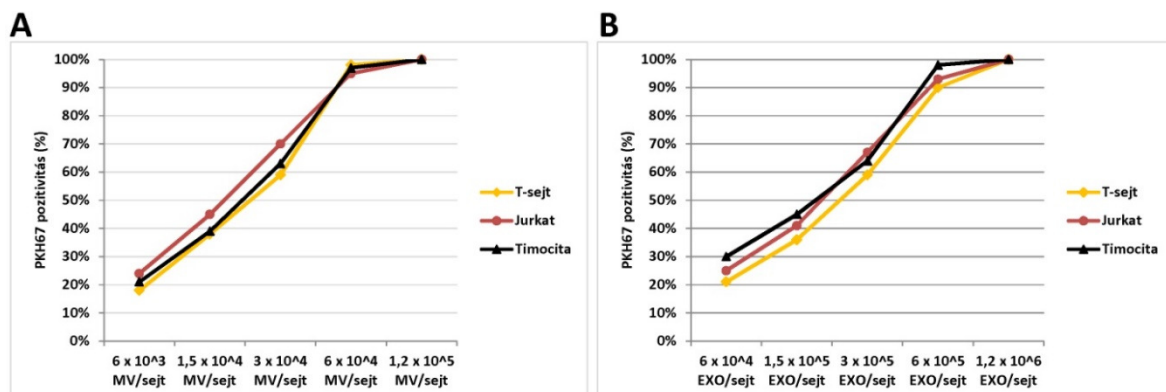 A
PKH67 pozitivitás (%)
100%
90%
80%
70%
60%
50%
40%
30%
20%
10%
0%
6 x 10^3 1,5 x 10^4 3 x 10^4 6 x 10^4 1,2 x 10^5
MV/sejt MV/sejt MV/sejt MV/sejt MV/sejt
T-sejt
Jurkat
Timocita
B
PKH67 pozitivitás (%)
100%
90%
80%
70%
60%
50%
40%
30%
20%
10%
0%
6 x 10^4 1,5 x 10^5 3 x 10^5 6 x 10^5 1,2 x 10^6
EXO/sejt EXO/sejt EXO/sejt EXO/sejt EXO/sejt
T-sejt
Jurkat
Timocita